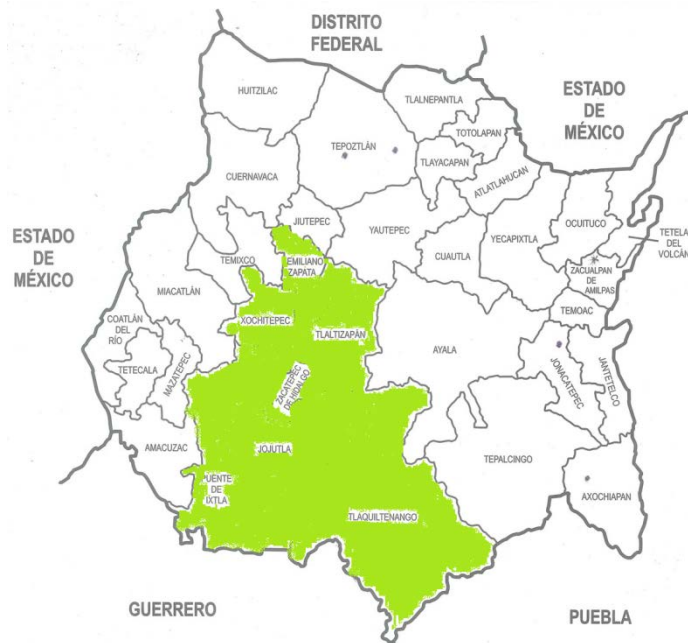 DISTRITO
FEDERAL
HUITZILAC
TLALNEPANTLA
ESTADO
DE
MÉXICO
TOTOLAPAN
TEPOZTLÁN
TLAYACAPAN
ATLATLAHUCAN
CUERNAVACA
JIUTEPEC
YAUTEPEC
YECAPIXTLA
OCUITUCO
TETELA
DEL
VOLCÁN
ESTADO
DE
MÉXICO
TEMIXCO
EMILIANO
ZAPATA
CUAUTLA
ZACUALPAN
DE
AMILPAS
MIACATLÁN
TEMOAC
COATLÁN
DEL
RÍO
XOCHITEPEC
TLALTIZAPÁN
AYALA
JONACATEPEC
JANTETELCO
TETECALA
MAZATEPEC
ZACATEPEC
DE HIDALGO
AMACUZAC
JOJUTLA
TEPALCINGO
PUENTE
DE
IXTLA
AXOCHIAPAN
TLAQUILTENANGO
GUERRERO
PUEBLA